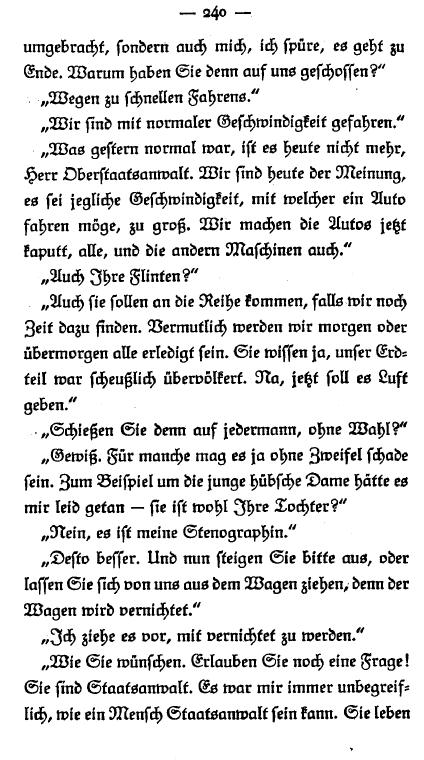 — 240 —
umgebracht, sondern auch mich, ich spüre, es geht zu
Ende. Warum haben Sie denn auf uns geschossen?“
„Wegen zu schnellen Fahrens.“
„Wir sind mit normaler Geschwindigkeit gefahren.“
„Was gestern normal war, ist es heute nicht mehr,
Herr Oberstaatsanwalt. Wir sind heute der Meinung,
es sei jegliche Geschwindigkeit, mit welcher ein Auto
fahren möge, zu groß. Wir machen die Autos jetzt
kaputt, alle, und die andern Maschinen auch.“
„Auch Ihre Flinten?“
„Auch sie sollen an die Reihe kommen, falls wir noch
Zeit dazu finden. Vermutlich werden wir morgen oder
übermorgen alle erledigt sein. Sie wissen ja, unser Erd-
teil war scheußlich übervölkert. Na, jetzt soll es Luft
geben.“
„Schießen Sie denn auf jedermann, ohne Wahl?“
„Gewiß. Für manche mag es ja ohne Zweifel schade
sein. Zum Beispiel um die junge hübsche Dame hätte es
mir leid getan — sie ist wohl Ihre Tochter?“
„Nein, es ist meine Stenographin.“
„Desto besser. Und nun steigen Sie bitte aus, oder
lassen Sie sich von uns aus dem Wagen ziehen, denn der
Wagen wird vernichtet.“
„Ich ziehe es vor, mit vernichtet zu werden.“
„Wie Sie wünschen. Erlauben Sie noch eine Frage!
Sie sind Staatsanwalt. Es war mir immer unbegreif-
lich, wie ein Mensch Staatsanwalt sein kann. Sie leben